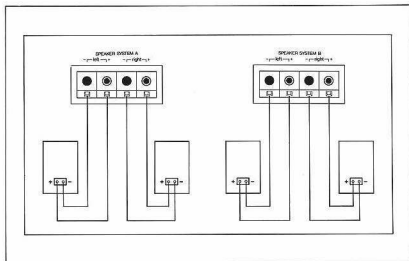 SPEAKER SYSTEM A
- left + - right +
SPEAKER SYSTEM B
- left + - right +
+ -
+ -
+ -
+ -